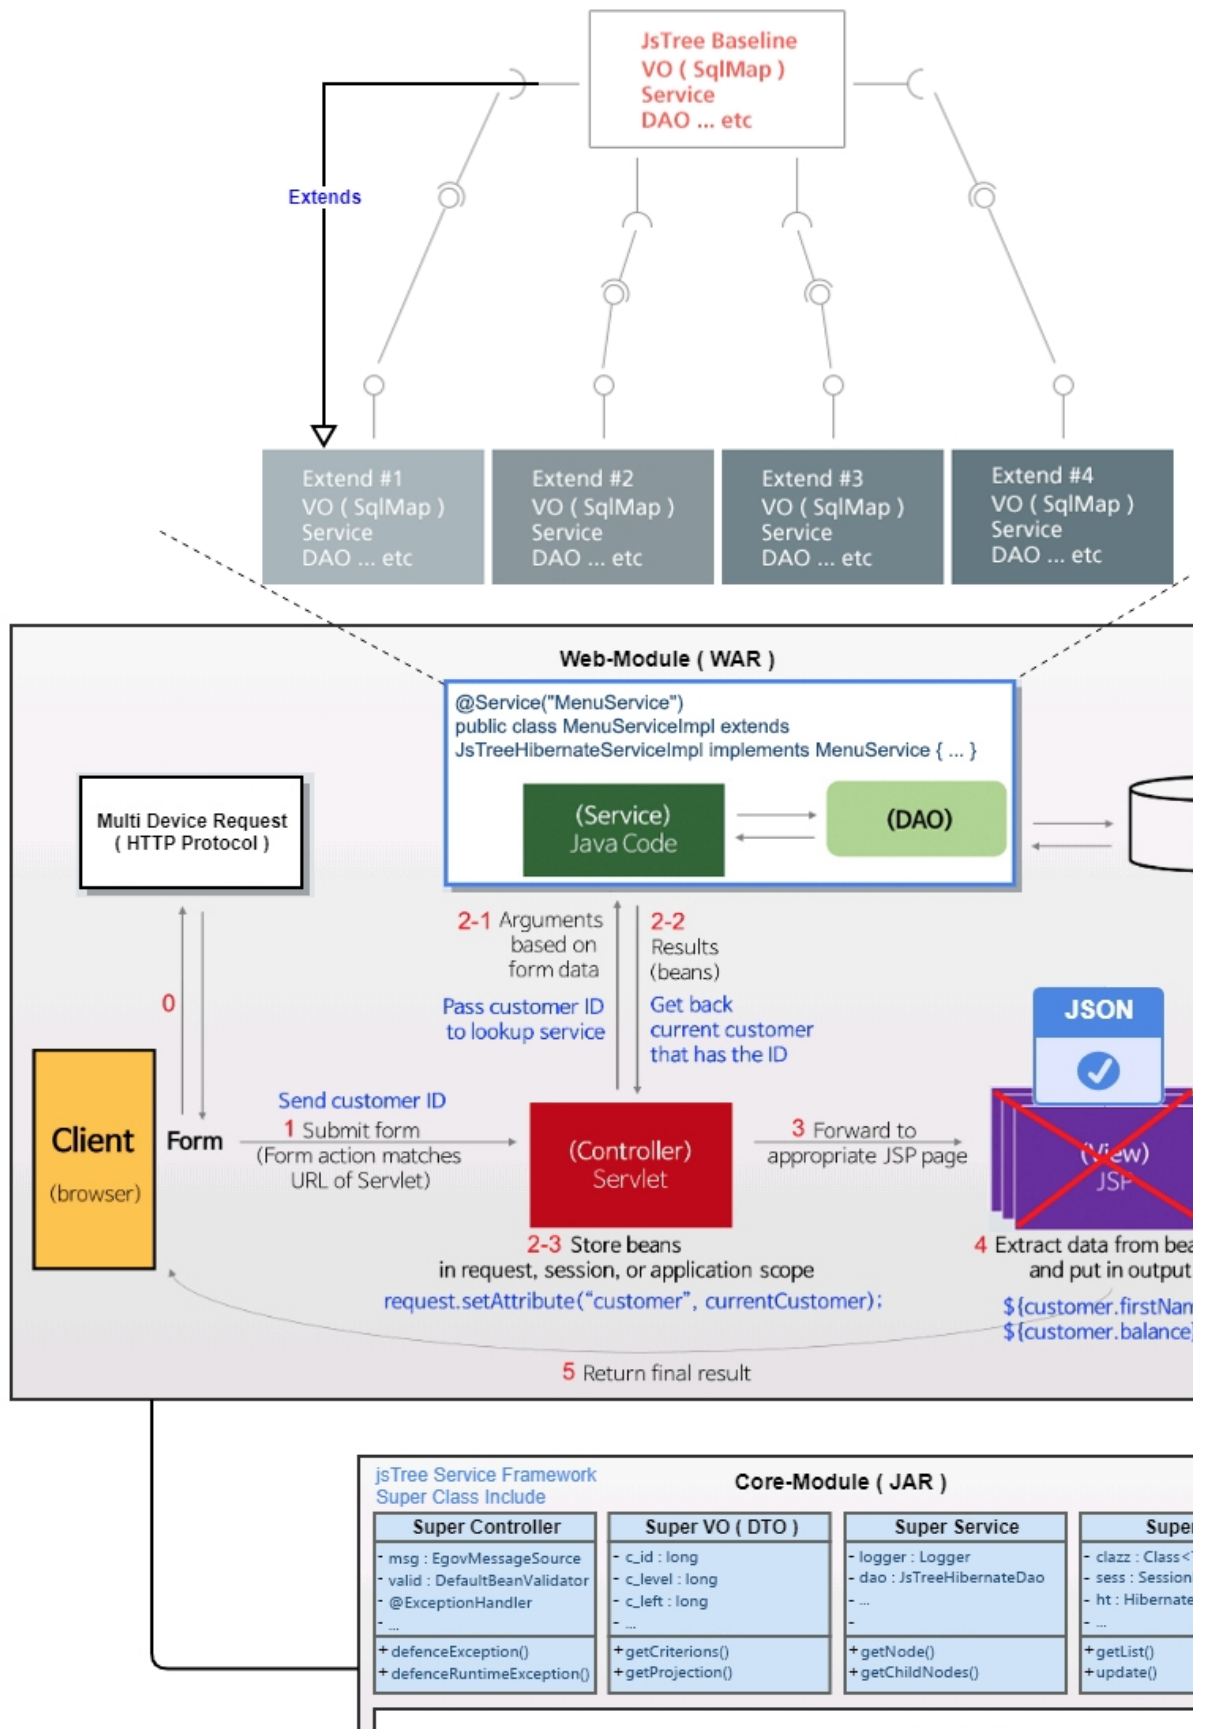 JsTree Baseline
VO ( SqlMap )
Service
DAO ... etc
Extends
Extend #1
VO ( SqlMap )
Service
DAO ... etc
Extend #2
VO ( SqlMap )
Service
DAO ... etc
Extend #3
VO ( SqlMap )
Service
DAO ... etc
Extend #4
VO ( SqlMap )
Service
DAO ... etc
Web-Module ( WAR )
@Service("MenuService")
public class MenuServiceImpl extends
JsTreeHibernateServiceImpl implements MenuService { ... }
(Service)
Java Code
(DAO)
Multi Device Request
( HTTP Protocol )
2-1 Arguments
based on
form data
Pass customer ID
to lookup service
2-2
Results
(beans)
Get back
current customer
that has the ID
0
JSON
Client
(browser)
Form
Send customer ID
1 Submit form
(Form action matches
URL of Servlet)
(Controller)
Servlet
3 Forward to
appropriate JSP page
(View)
JSP
2-3 Store beans
in request, session, or application scope
request.setAttribute(“customer”, currentCustomer);
4 Extract data from bea
and put in output
${customer.firstNam
${customer.balance}
5 Return final result
jsTree Service Framework
Super Class Include
Core-Module ( JAR )
Super Controller
- msg : EgovMessageSource
- valid : DefaultBeanValidator
- @ExceptionHandler
- ...
+ defenceException()
+ defenceRuntimeException()
Super VO ( DTO )
- c_id : long
- c_level : long
- c_left : long
- ...
+ getCriterions()
+ getProjection()
Super Service
- logger : Logger
- dao : JsTreeHibernateDao
- ...
-
+ getNode()
+ getChildNodes()
Supe
- clazz : Class<
- sess : Session
- ht : Hibernate
- ...
+ getList()
+ update()